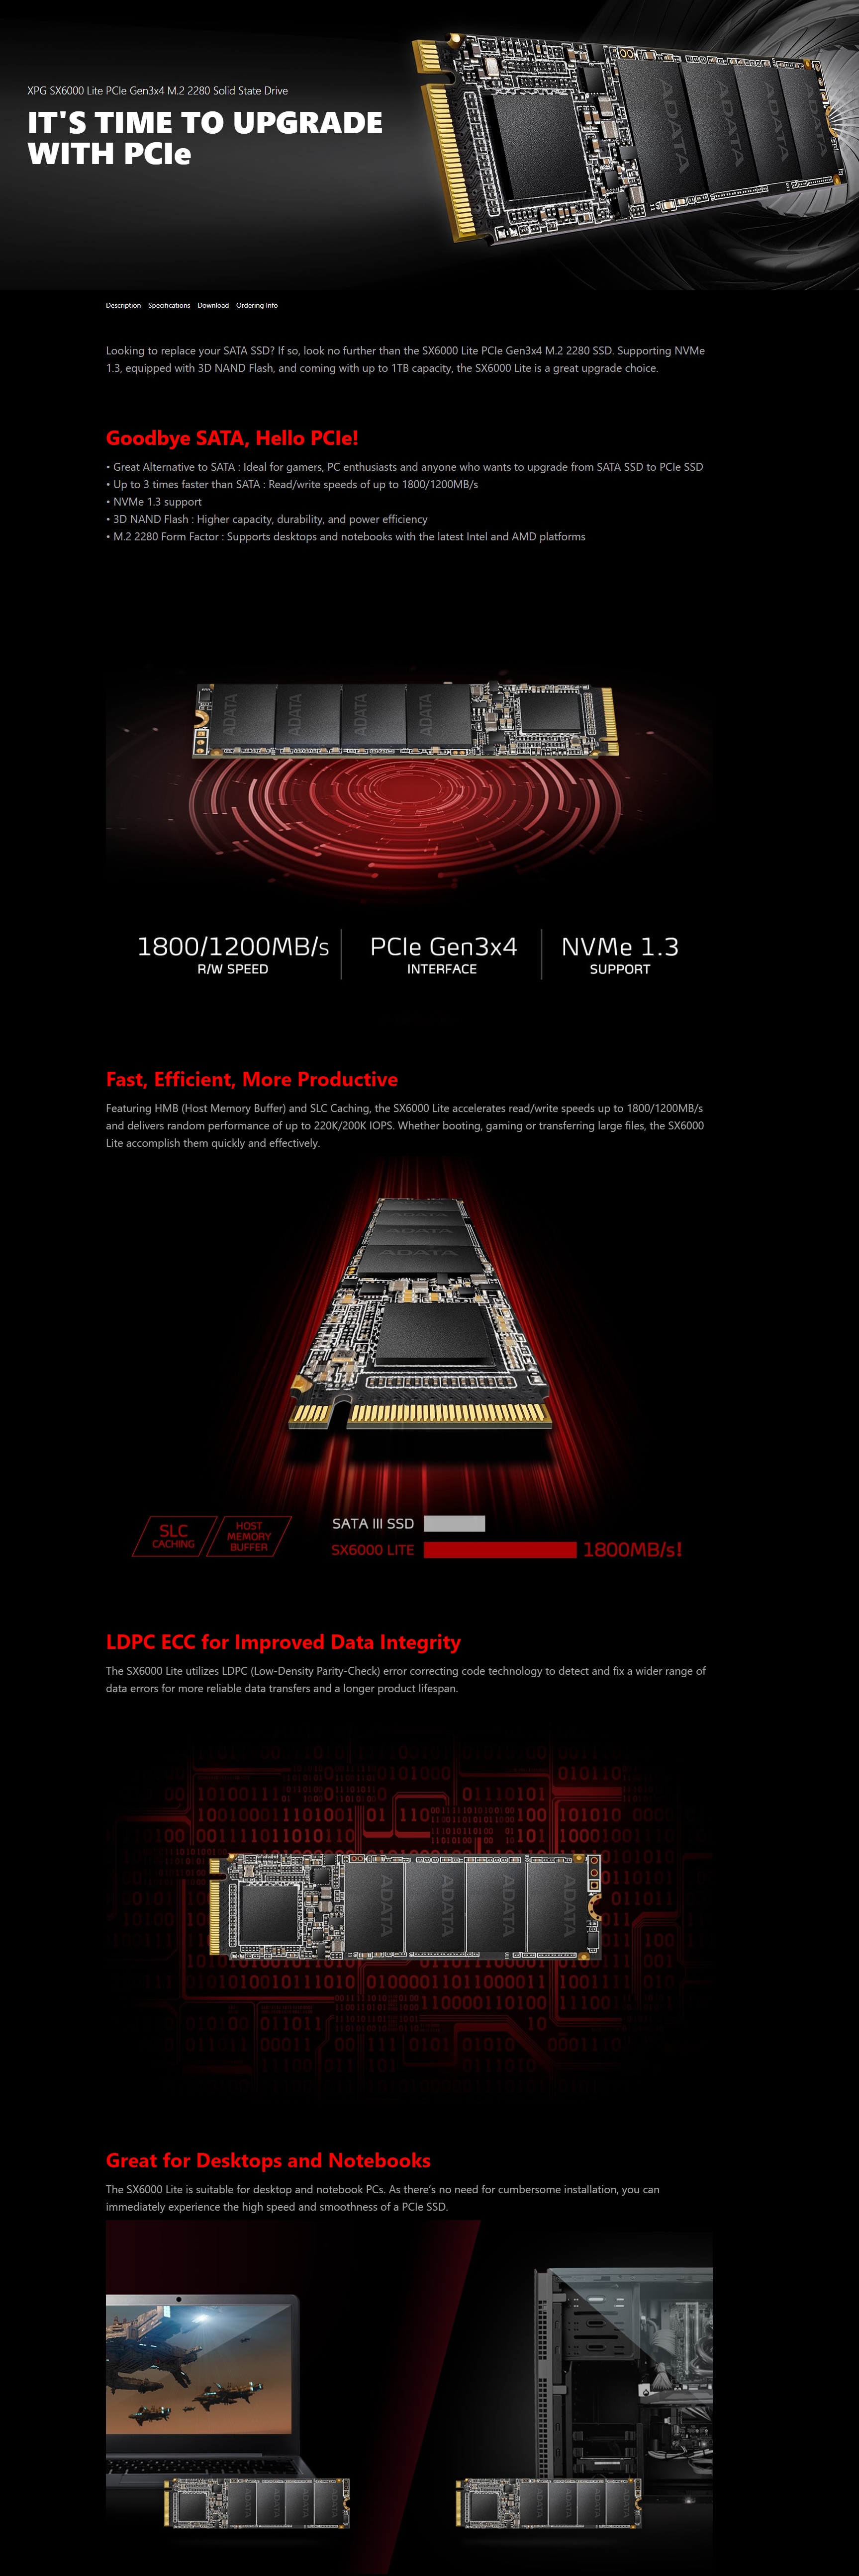 XPG SX6000 Lite PCIe Gen3x4 M.2 2280 Solid State Drive
IT'S TIME TO UPGRADE
WITH PCIe
ADATA
ADATA
ADATA
ADATA
Description Specifications Download Ordering Info
Looking to replace your SATA SSD? If so, look no further than the SX6000 Lite PCIe Gen3x4 M.2 2280 SSD. Supporting NVMe
1.3, equipped with 3D NAND Flash, and coming with up to 1TB capacity, the SX6000 Lite is a great upgrade choice.
Goodbye SATA, Hello PCIe!
• Great Alternative to SATA : Ideal for gamers, PC enthusiasts and anyone who wants to upgrade from SATA SSD to PCIe SSD
• Up to 3 times faster than SATA : Read/write speeds of up to 1800/1200MB/s
• NVMe 1.3 support
• 3D NAND Flash : Higher capacity, durability, and power efficiency
• M.2 2280 Form Factor : Supports desktops and notebooks with the latest Intel and AMD platforms
ADATA
ADATA
ADATA
ADATA
1800/1200MB/s
R/W SPEED
PCIe Gen3x4
INTERFACE
NVMe 1.3
SUPPORT
Fast, Efficient, More Productive
Featuring HMB (Host Memory Buffer) and SLC Caching, the SX6000 Lite accelerates read/write speeds up to 1800/1200MB/s
and delivers random performance of up to 220K/200K IOPS. Whether booting, gaming or transferring large files, the SX6000
Lite accomplish them quickly and effectively.
ADATA
ADATA
ADATA
SLC
CACHING
HOST
MEMORY
BUFFER
SATA III SSD
SX6000 LITE
1800MB/s!
LDPC ECC for Improved Data Integrity
The SX6000 Lite utilizes LDPC (Low-Density Parity-Check) error correcting code technology to detect and fix a wider range of
data errors for more reliable data transfers and a longer product lifespan.
ADATA
ADATA
ADATA
ADATA
Great for Desktops and Notebooks
The SX6000 Lite is suitable for desktop and notebook PCs. As there's no need for cumbersome installation, you can
immediately experience the high speed and smoothness of a PCIe SSD.
ADATA
ADATA
ADATA
ADATA
ADATA
ADATA
ADATA
ADATA